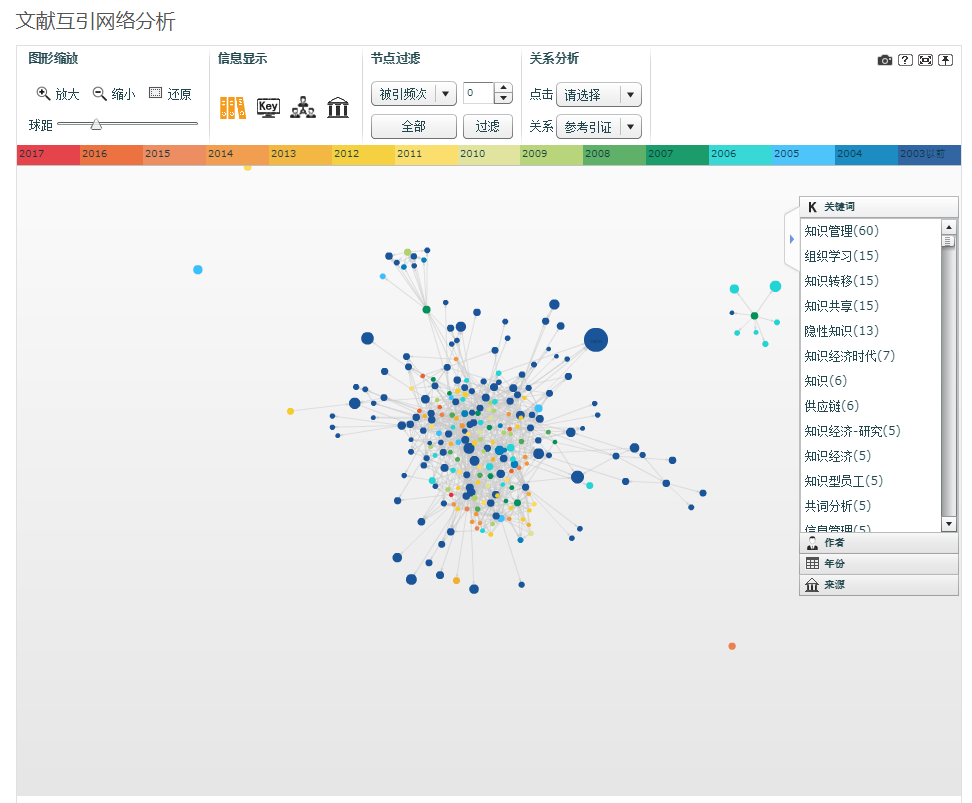 文献互引网络分析
图形缩放 信息显示 节点过滤 关系分析
放大 缩小 还原 Key 被引频次 0 点击 请选择
球距 全部 过滤 关系 参考引证
2017 2016 2015 2014 2013 2012 2011 2010 2009 2008 2007 2006 2005 2004 2003以前
K 关键词
知识管理(60)
组织学习(15)
知识转移(15)
知识共享(15)
隐性知识(13)
知识经济时代(7)
知识(6)
供应链(6)
知识经济-研究(5)
知识经济(5)
知识型员工(5)
共词分析(5)
信息管理(5)
作者
年份
来源